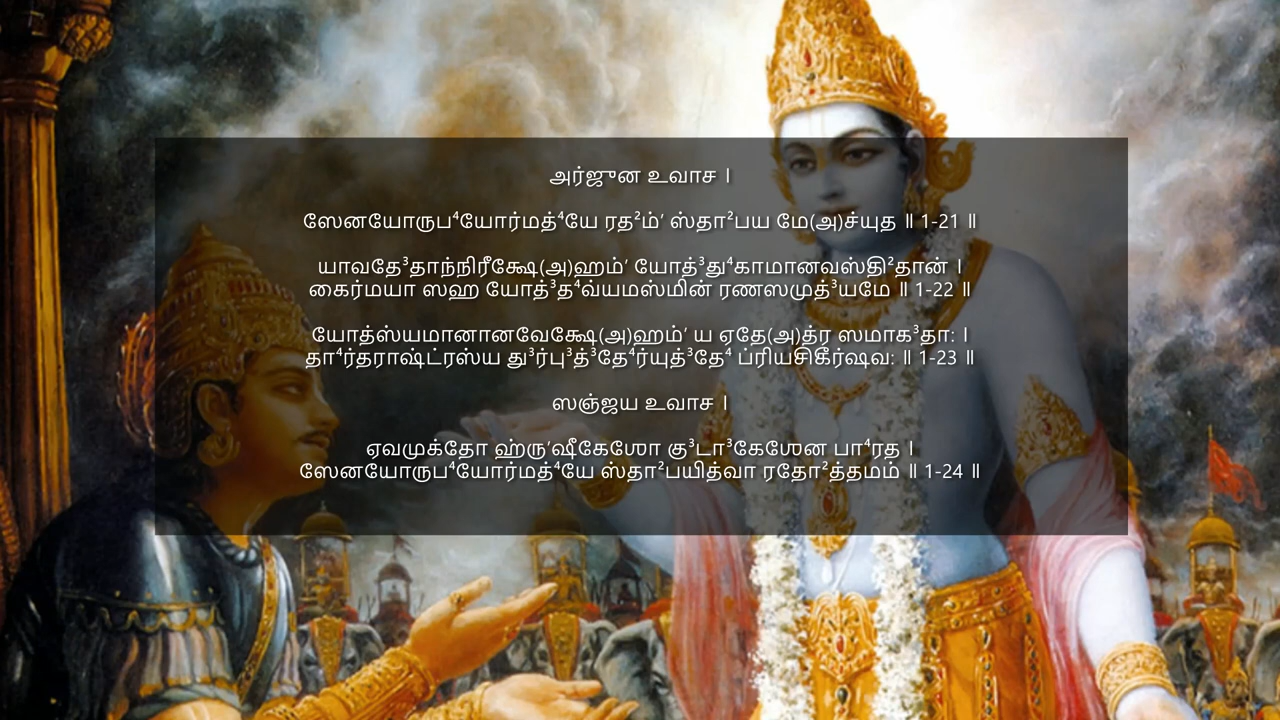 அர்ஜுன உவாச ।
ஸேனயோருப⁴யோர்மத்⁴யே ரத²ம்ʼ ஸ்தா²பய மே(அ)ச்யுத ॥ 1-21 ॥
யாவதே³தாந்நிரீக்ஷே(அ)ஹம்ʼ யோத்³து⁴காமானவஸ்தி²தான் ।
கைர்மயா ஸஹ யோத்³த⁴வ்யமஸ்மின் ரணஸமுத்³யமே ॥ 1-22 ॥
யோத்ஸ்யமானானவேக்ஷே(அ)ஹம்ʼ ய ஏதே(அ)த்ர ஸமாக³தா: ।
தா⁴ர்தராஷ்ட்ரஸ்ய து³ர்பு³த்³தே⁴ர்யுத்³தே⁴ ப்ரியசிகீர்ஷவ: ॥ 1-23 ॥
ஸஞ்ஜய உவாச ।
ஏவமுக்தோ ஹ்ருʼஷீகேஶோ கு³டா³கேஶேன பா⁴ரத ।
ஸேனயோருப⁴யோர்மத்⁴யே ஸ்தா²பயித்வா ரதோ²த்தமம் ॥ 1-24 ॥